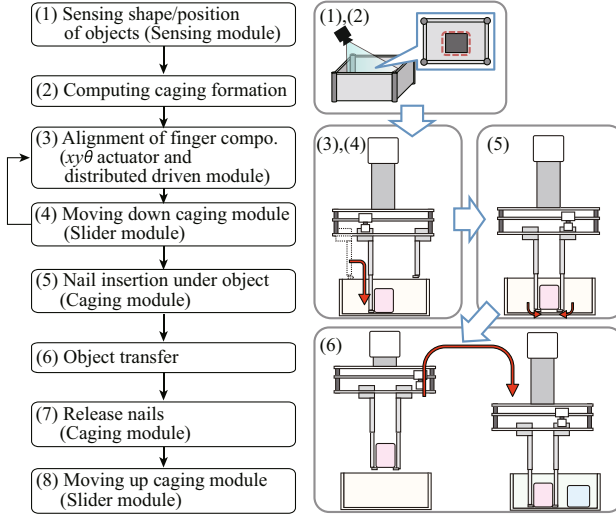 (1) Sensing shape/position
of objects (Sensing module)
(2) Computing caging formation
(3) Alignment of finger compo.
(xyθ actuator and
distributed driven module)
(4) Moving down caging module
(Slider module)
(5) Nail insertion under object
(Caging module)
(6) Object transfer
(7) Release nails
(Caging module)
(8) Moving up caging module
(Slider module)
(1),(2)
(3),(4)
(5)
(6)